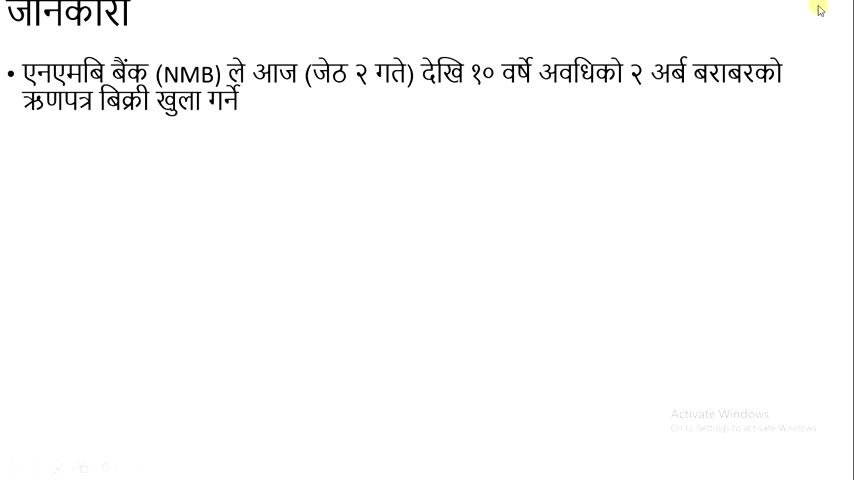 जानकारी
• एनएमबि बैंक (NMB) ले आज (जेठ २ गते) देखि १० वर्षे अवधिको २ अर्ब बराबरको
ऋणपत्र बिक्री खुला गर्ने
Activate Windows
Go to Settings to activate Windows.